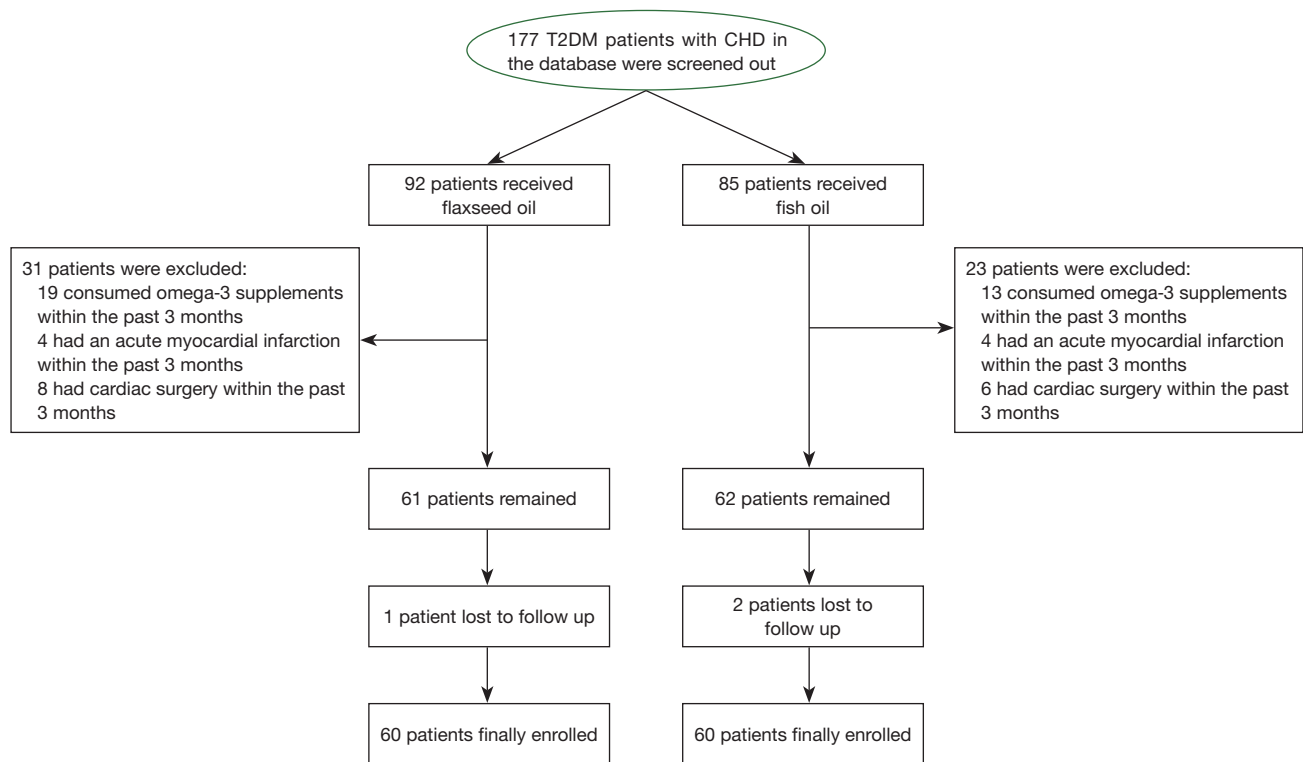 177 T2DM patients with CHD in
the database were screened out
92 patients received
flaxseed oil
85 patients received
fish oil
31 patients were excluded:
19 consumed omega-3 supplements
within the past 3 months
4 had an acute myocardial infarction
within the past 3 months
8 had cardiac surgery within the past
3 months
23 patients were excluded:
13 consumed omega-3 supplements
within the past 3 months
4 had an acute myocardial infarction
within the past 3 months
6 had cardiac surgery within the past
3 months
61 patients remained
62 patients remained
1 patient lost to follow up
2 patients lost to
follow up
60 patients finally enrolled
60 patients finally enrolled